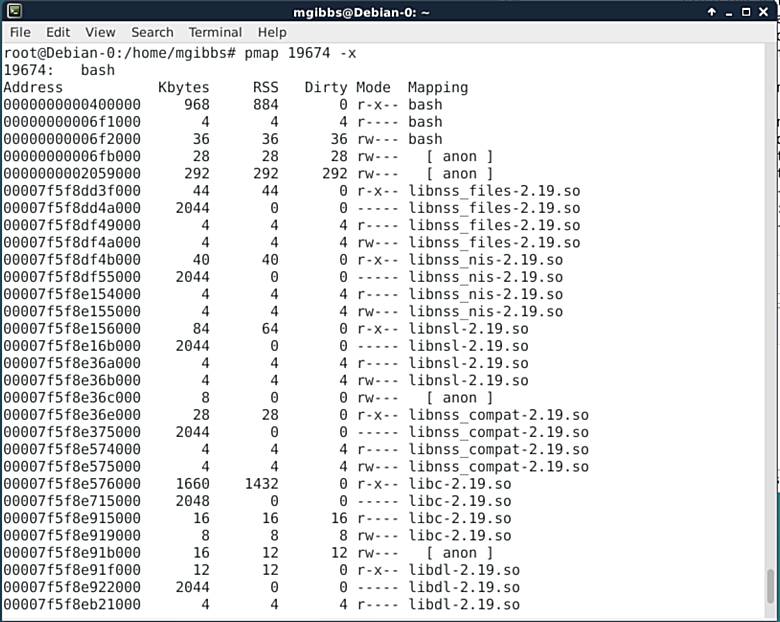 mgibbs@Debian-0: ~
File Edit View Search Terminal Help
root@Debian-0:/home/mgibbs# pmap 19674 -x
19674:   bash
Address           Kbytes     RSS   Dirty Mode  Mapping
0000000000400000     968     884       0 r-x-- bash
00000000006f1000       4       4       4 r---- bash
00000000006f2000      36      36      36 rw--- bash
00000000006fb000      28      28      28 rw---   [ anon ]
0000000002059000     292     292     292 rw---   [ anon ]
00007f5f8dd3f000      44      44       0 r-x-- libnss_files-2.19.so
00007f5f8dd4a000    2044       0       0 ----- libnss_files-2.19.so
00007f5f8df49000       4       4       4 r---- libnss_files-2.19.so
00007f5f8df4a000       4       4       4 rw--- libnss_files-2.19.so
00007f5f8df4b000      40      40       0 r-x-- libnss_nis-2.19.so
00007f5f8df55000    2044       0       0 ----- libnss_nis-2.19.so
00007f5f8e154000       4       4       4 r---- libnss_nis-2.19.so
00007f5f8e155000       4       4       4 rw--- libnss_nis-2.19.so
00007f5f8e156000      84      64       0 r-x-- libnsl-2.19.so
00007f5f8e16b000    2044       0       0 ----- libnsl-2.19.so
00007f5f8e36a000       4       4       4 r---- libnsl-2.19.so
00007f5f8e36b000       4       4       4 rw--- libnsl-2.19.so
00007f5f8e36c000       8       0       0 rw---   [ anon ]
00007f5f8e36e000      28      28       0 r-x-- libnss_compat-2.19.so
00007f5f8e375000    2044       0       0 ----- libnss_compat-2.19.so
00007f5f8e574000       4       4       4 r---- libnss_compat-2.19.so
00007f5f8e575000       4       4       4 rw--- libnss_compat-2.19.so
00007f5f8e576000    1660    1432       0 r-x-- libc-2.19.so
00007f5f8e715000    2048       0       0 ----- libc-2.19.so
00007f5f8e915000      16      16      16 r---- libc-2.19.so
00007f5f8e919000       8       8       8 rw--- libc-2.19.so
00007f5f8e91b000      16      12      12 rw---   [ anon ]
00007f5f8e91f000      12      12       0 r-x-- libdl-2.19.so
00007f5f8e922000    2044       0       0 ----- libdl-2.19.so
00007f5f8eb21000       4       4       4 r---- libdl-2.19.so